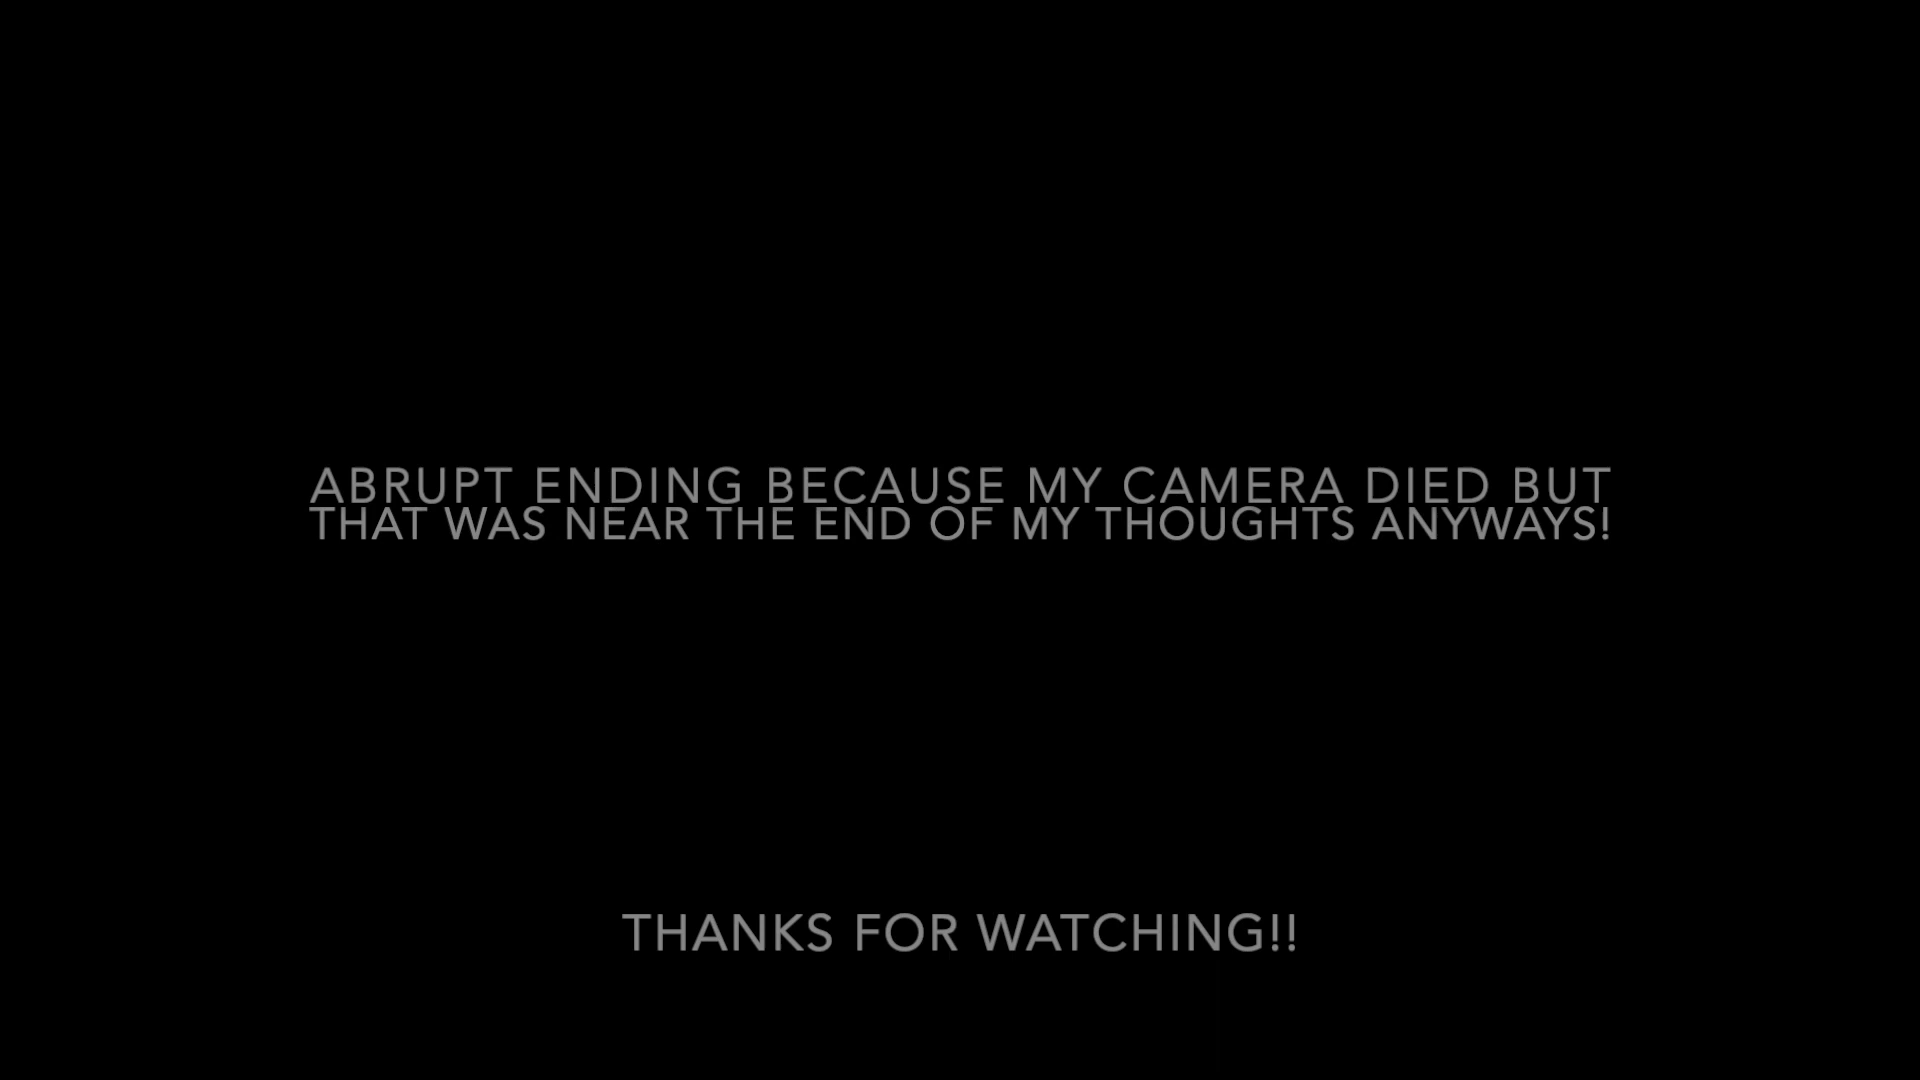 ABRUPT ENDING BECAUSE MY CAMERA DIED BUT
THAT WAS NEAR THE END OF MY THOUGHTS ANYWAYS!
THANKS FOR WATCHING!!